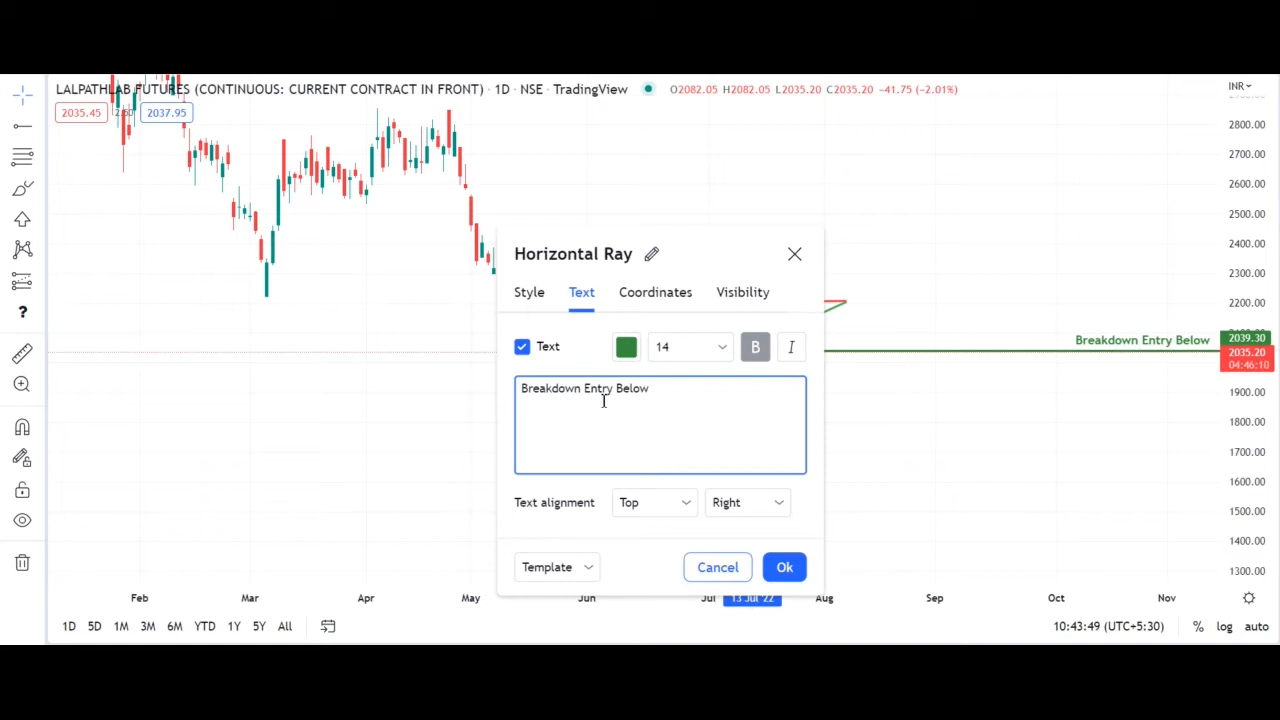 LALPATHLAB FUTURES (CONTINUOUS: CURRENT CONTRACT IN FRONT) · 1D · NSE · TradingView O2082.05 H2082.05 L2035.20 C2035.20 −41.75 (−2.01%)
INR
2035.45 2.50 2037.95
2800.00
2700.00
2600.00
2500.00
2400.00
2300.00
2200.00
Breakdown Entry Below
2039.30
2035.20
04:46:10
1900.00
1800.00
1700.00
1600.00
1500.00
1400.00
1300.00
Horizontal Ray
Style Text Coordinates Visibility
Text 14 B I
Breakdown Entry Below
Text alignment Top Right
Template Cancel Ok
Feb Mar Apr May Jun Jul 13 Jul '22 Aug Sep Oct Nov
1D 5D 1M 3M 6M YTD 1Y 5Y All 10:43:49 (UTC+5:30) % log auto
?